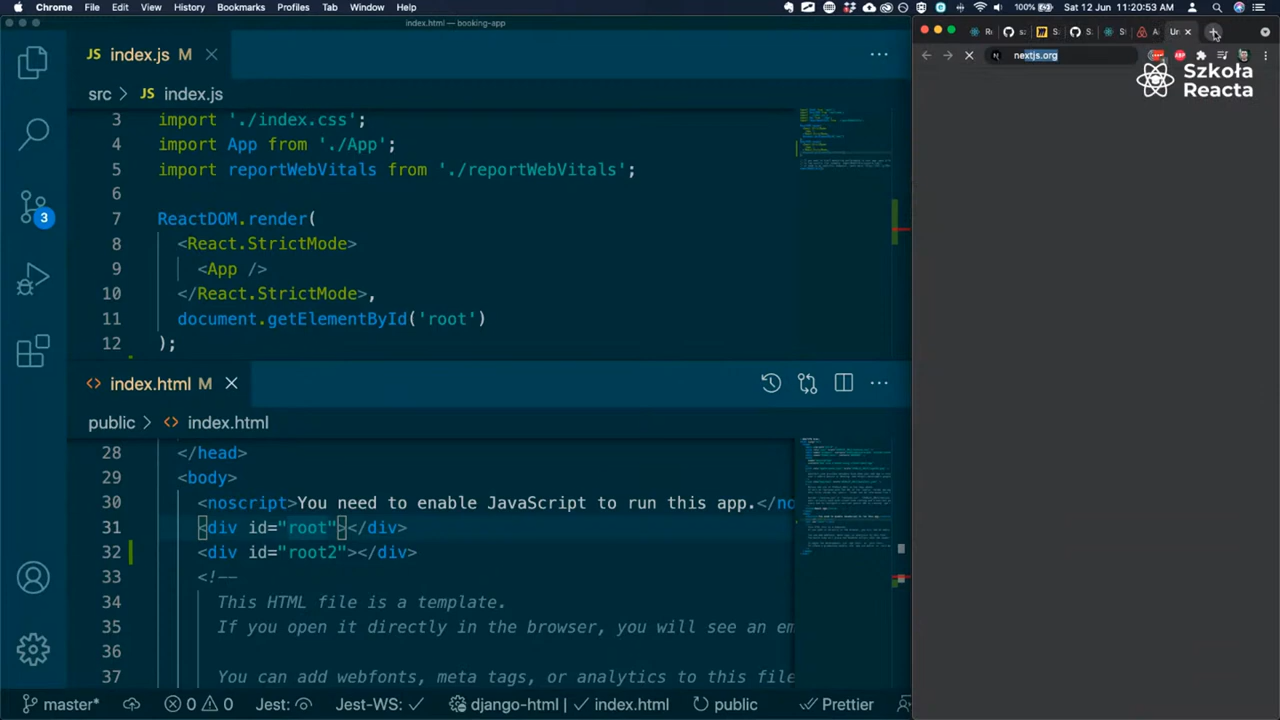 Chrome File Edit View History Bookmarks Profiles Tab Window Help 100% Sat 12 Jun 11:20:53 AM
index.html — booking-app
JS index.js M
src > JS index.js
3 import './index.css';
4 import App from './App';
5 import reportWebVitals from './reportWebVitals';
6
7 ReactDOM.render(
8 <React.StrictMode>
9 <App />
10 </React.StrictMode>,
11 document.getElementById('root')
12 );
index.html M
public > index.html
28 </head>
29 <body>
30 <noscript>You need to enable JavaScript to run this app.</no
31 <div id="root"></div>
32 <div id="root2"></div>
33 <!--
34 This HTML file is a template.
35 If you open it directly in the browser, you will see an em
36
37 You can add webfonts, meta tags, or analytics to this file
3
master* 0 0 Jest: Jest-WS: django-html index.html public Prettier
nextjs.org
Szkoła
Reacta